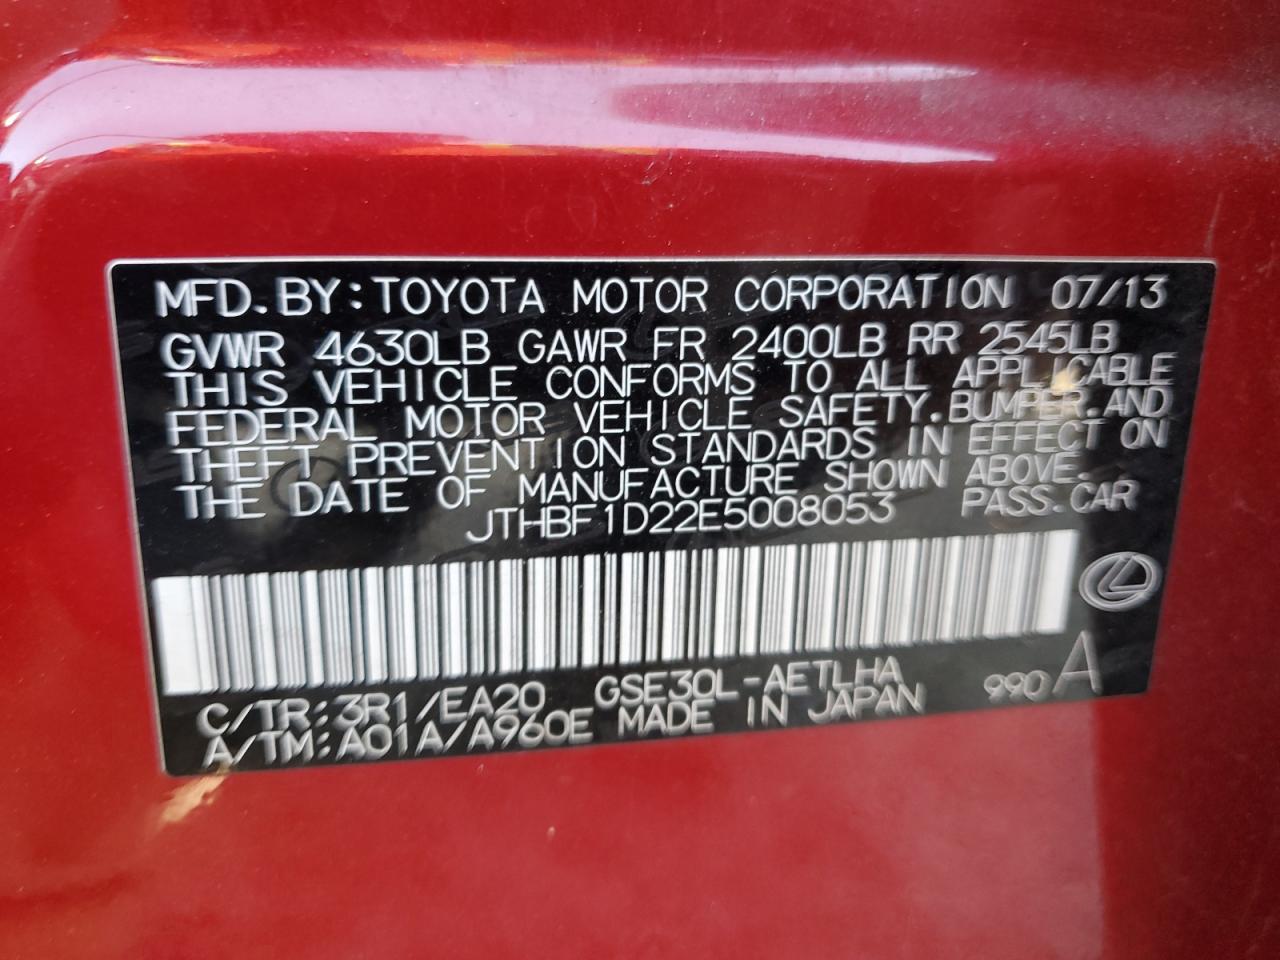 MFD. BY: TOYOTA MOTOR CORPORATION 07/13
GVWR 4630LB GAWR FR 2400LB RR 2545LB
THIS VEHICLE CONFORMS TO ALL APPLICABLE
FEDERAL MOTOR VEHICLE SAFETY, BUMPER, AND
THEFT PREVENTION STANDARDS IN EFFECT ON
THE DATE OF MANUFACTURE SHOWN ABOVE.
JTHBF1D22E5008053 PASS.CAR
C/TR:3R1/EA20 GSE30L-AETLHA 990 A
A/TM:A01A/A960E MADE IN JAPAN